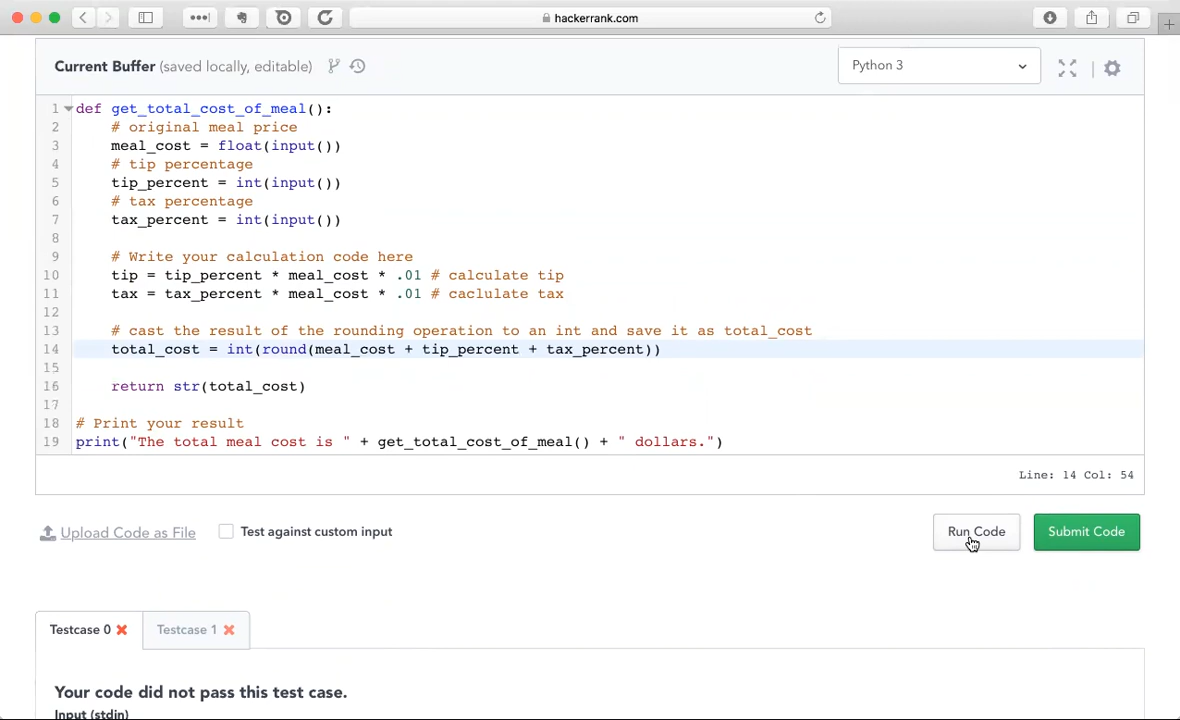 hackerrank.com
Current Buffer (saved locally, editable)
Python 3
1 def get_total_cost_of_meal():
2 # original meal price
3 meal_cost = float(input())
4 # tip percentage
5 tip_percent = int(input())
6 # tax percentage
7 tax_percent = int(input())
8
9 # Write your calculation code here
10 tip = tip_percent * meal_cost * .01 # calculate tip
11 tax = tax_percent * meal_cost * .01 # caclulate tax
12
13 # cast the result of the rounding operation to an int and save it as total_cost
14 total_cost = int(round(meal_cost + tip_percent + tax_percent))
15
16 return str(total_cost)
17
18 # Print your result
19 print("The total meal cost is " + get_total_cost_of_meal() + " dollars.")
Line: 14 Col: 54
Upload Code as File
Test against custom input
Run Code
Submit Code
Testcase 0
Testcase 1
Your code did not pass this test case.
Input (stdin)